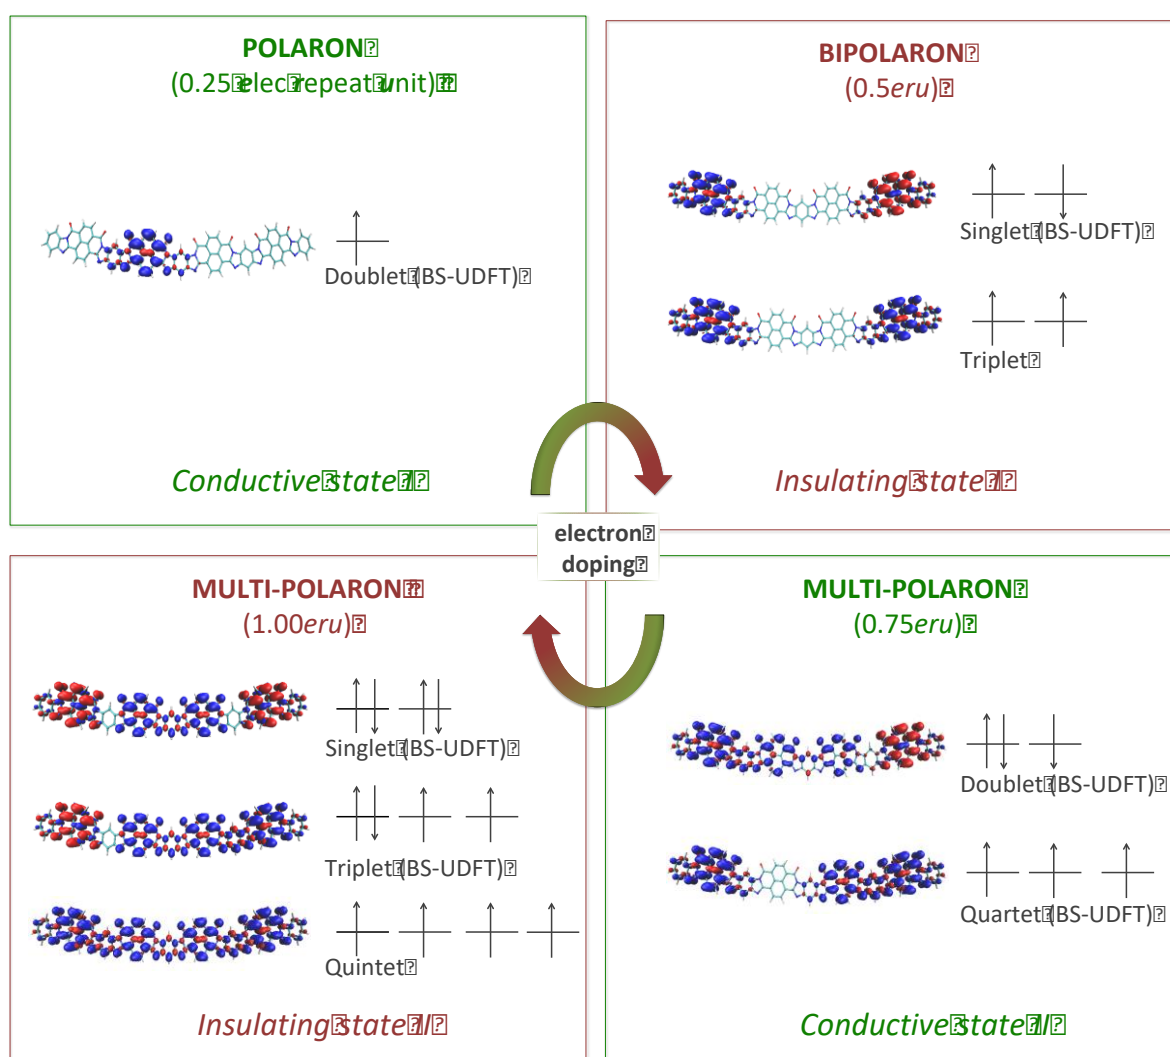 POLARON⍰
(0.25⍰elec⍰repeat⍰unit)⍰
Doublet⍰(BS-UDFT)⍰
Conductive⍰state⍰I⍰
BIPOLARON⍰
(0.5eru)⍰
Singlet⍰(BS-UDFT)⍰
Triplet⍰
Insulating⍰state⍰I⍰
electron⍰
doping⍰
MULTI-POLARON⍰⍰
(1.00eru)⍰
Singlet⍰(BS-UDFT)⍰
Triplet⍰(BS-UDFT)⍰
Quintet⍰
Insulating⍰state⍰II⍰
MULTI-POLARON⍰
(0.75eru)⍰
Doublet⍰(BS-UDFT)⍰
Quartet⍰(BS-UDFT)⍰
Conductive⍰state⍰II⍰